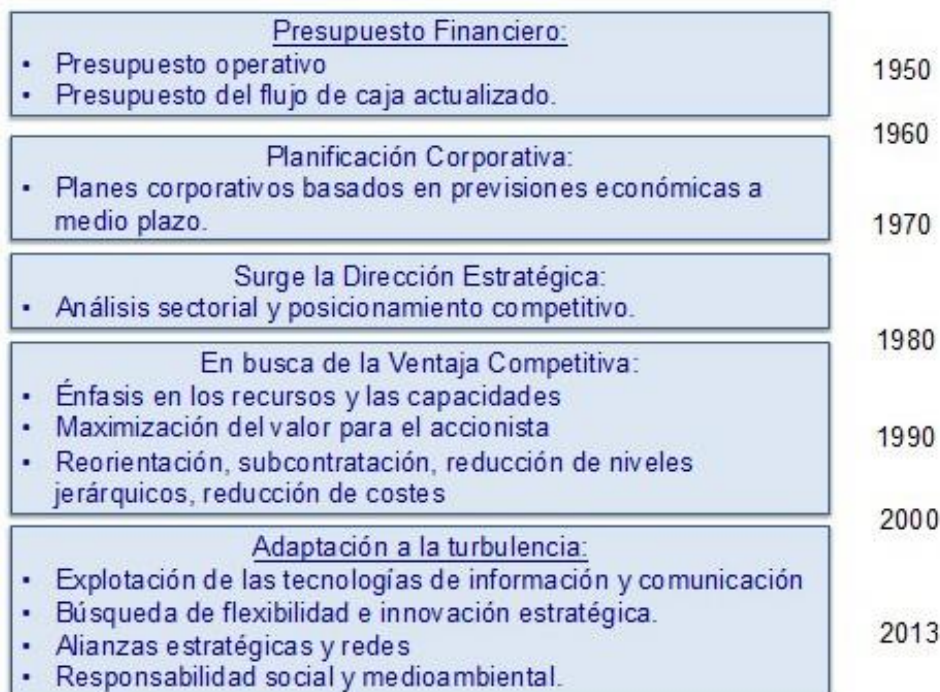 Presupuesto Financiero:
▪ Presupuesto operativo
▪ Presupuesto del flujo de caja actualizado.
1950
1960
Planificación Corporativa:
▪ Planes corporativos basados en previsiones económicas a
medio plazo.
1970
Surge la Dirección Estratégica:
▪ Análisis sectorial y posicionamiento competitivo.
1980
En busca de la Ventaja Competitiva:
▪ Énfasis en los recursos y las capacidades
▪ Maximización del valor para el accionista
▪ Reorientación, subcontratación, reducción de niveles
jerárquicos, reducción de costes
1990
2000
Adaptación a la turbulencia:
▪ Explotación de las tecnologías de información y comunicación
▪ Búsqueda de flexibilidad e innovación estratégica.
▪ Alianzas estratégicas y redes
▪ Responsabilidad social y medioambiental.
2013